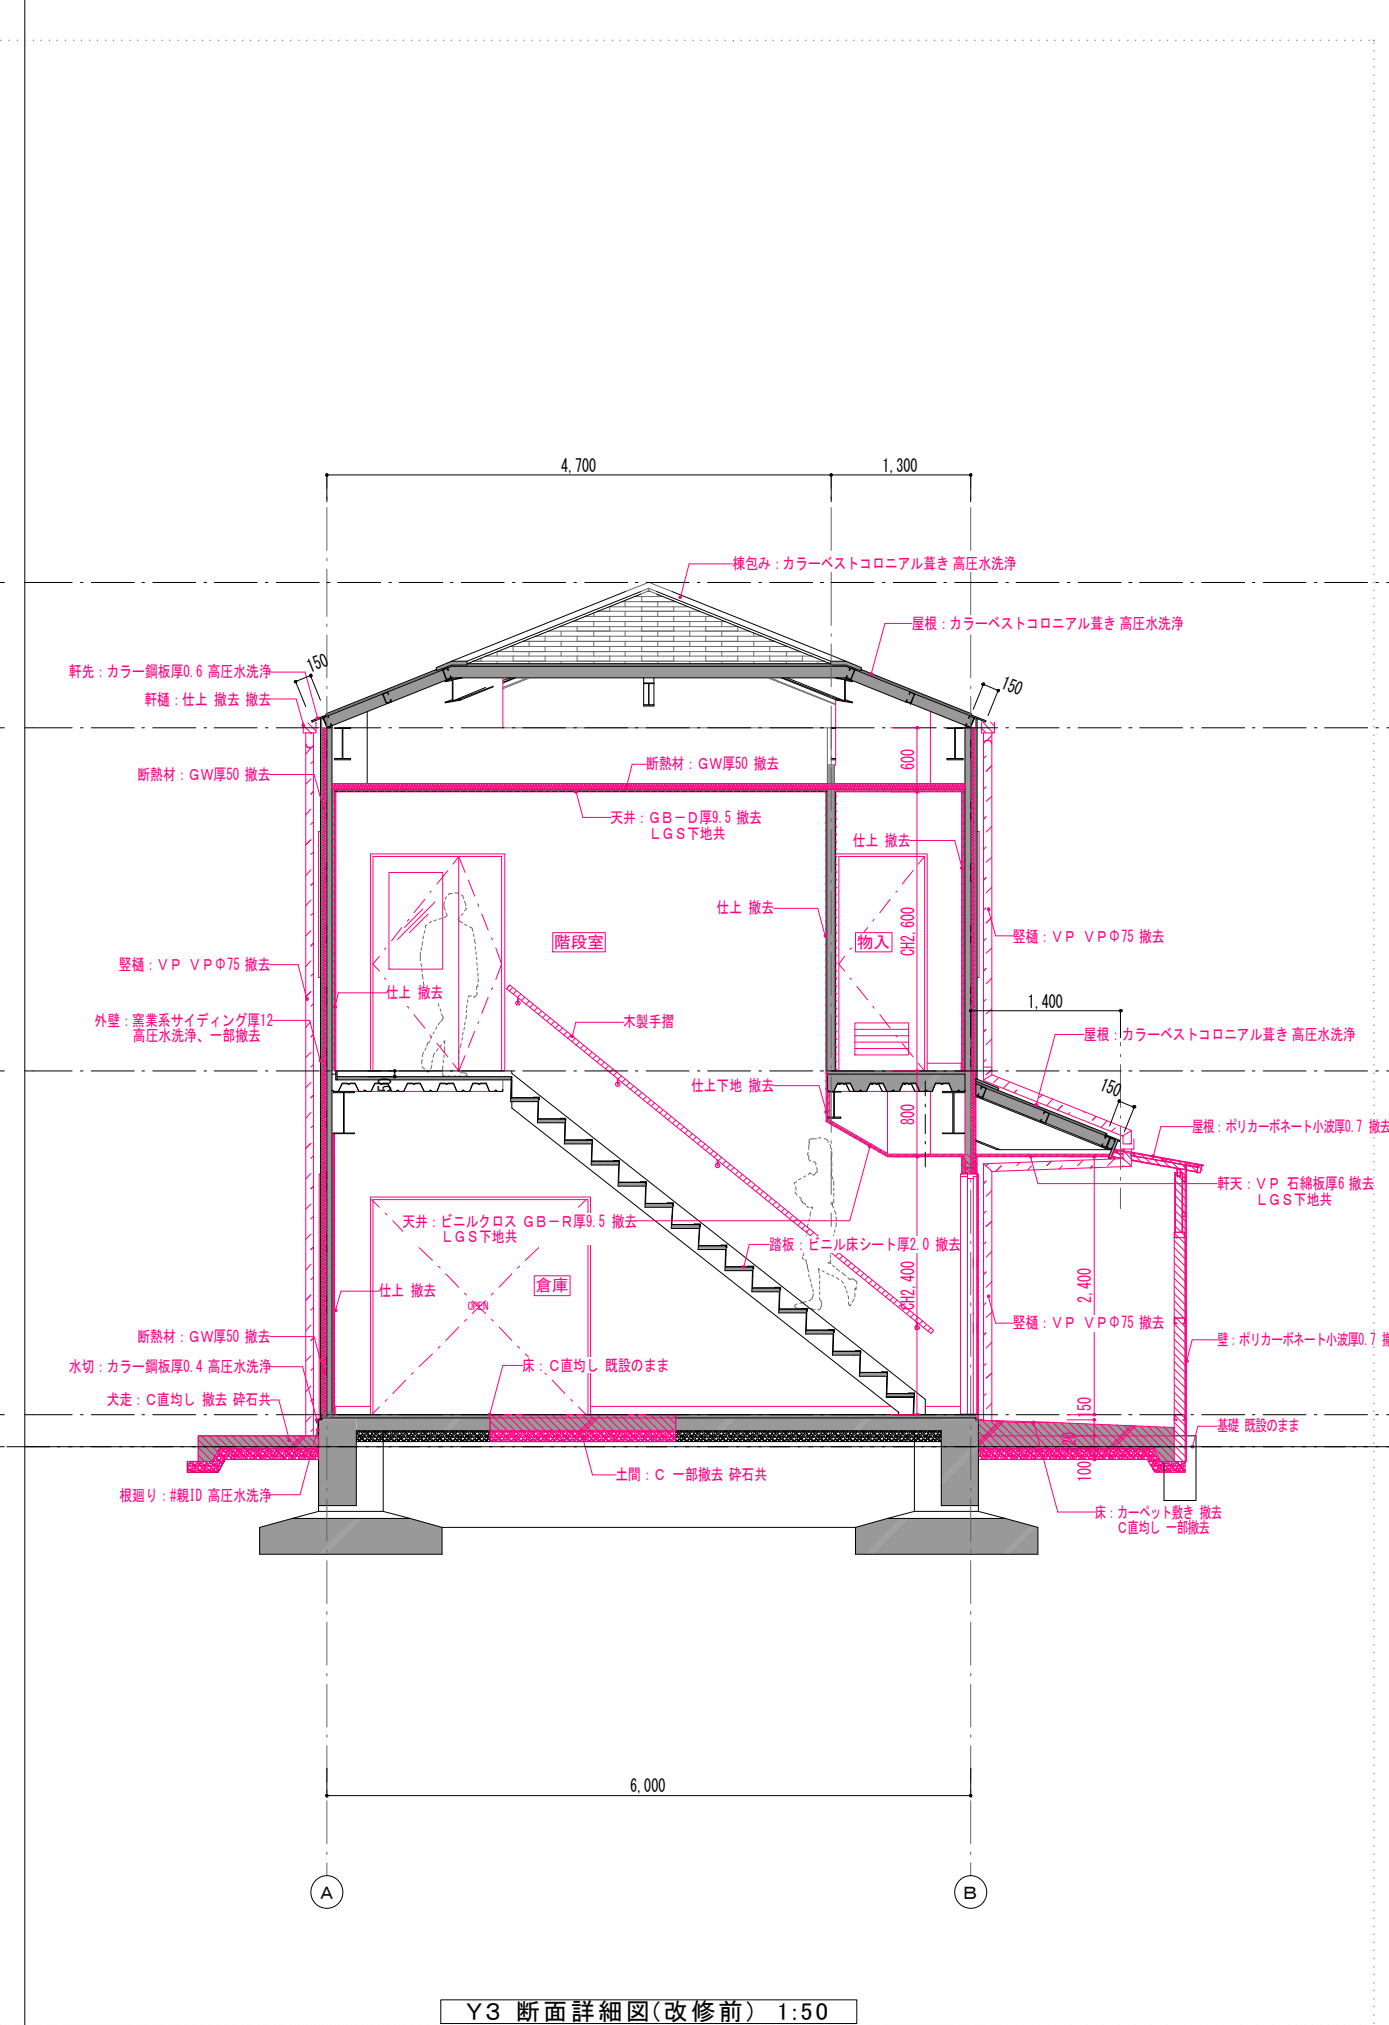 4,700
1,300
棟包み：カラーベストコロニアル葺き 高圧水洗浄
屋根：カラーベストコロニアル葺き 高圧水洗浄
軒先：カラー鋼板厚0.6 高圧水洗浄
150
150
軒樋：仕上 撤去 撤去
600
断熱材：GW厚50 撤去
断熱材：GW厚50 撤去
天井：GB－D厚9.5 撤去
LGS下地共
仕上 撤去
仕上 撤去
CH2,600
階段室
物入
竪樋：VP VPΦ75 撤去
竪樋：VP VPΦ75 撤去
仕上 撤去
1,400
外壁：窯業系サイディング厚12
高圧水洗浄、一部撤去
木製手摺
屋根：カラーベストコロニアル葺き 高圧水洗浄
50
仕上下地 撤去
150
800
屋根：ポリカーボネート小波厚0.7 撤去
軒天：VP 石綿板厚6 撤去
LGS下地共
天井：ビニルクロス GB－R厚9.5 撤去
LGS下地共
踏板：ビニル床シート厚2.0 撤去
倉庫
仕上 撤去
CH2,400
2,400
OPEN
竪樋：VP VPΦ75 撤去
断熱材：GW厚50 撤去
壁：ポリカーボネート小波厚0.7 撤
水切：カラー鋼板厚0.4 高圧水洗浄
床：C直均し 既設のまま
犬走：C直均し 撤去 砕石共
150
基礎 既設のまま
100
土間：C 一部撤去 砕石共
根廻り：#親ID 高圧水洗浄
床：カーペット敷き 撤去
C直均し 一部撤去
6,000
A
B
Y3 断面詳細図(改修前) 1:50